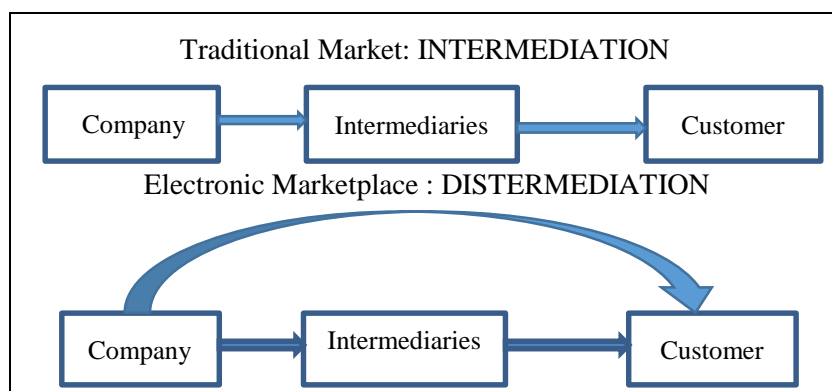 Traditional Market: INTERMEDIATION
Company Intermediaries Customer
Electronic Marketplace : DISTERMEDIATION
Company Intermediaries Customer